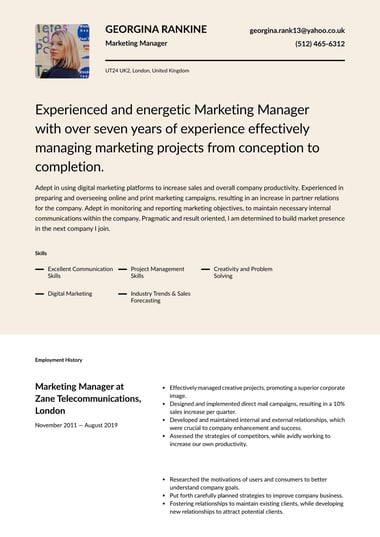 GEORGINA RANKINE
Marketing Manager
georgina.rank13@yahoo.co.uk
(512) 465-6312
UT24 UK2, London, United Kingdom
Experienced and energetic Marketing Manager
with over seven years of experience effectively
managing marketing projects from conception to
completion.
Adept in using digital marketing platforms to increase sales and overall company productivity. Experienced in
preparing and overseeing online and print marketing campaigns, resulting in an increase in partner relations
for the company. Adept in monitoring and reporting marketing objectives, to maintain necessary internal
communications within the company. Pragmatic and result oriented, I am determined to build market presence
in the next company I join.
Skills
Excellent Communication
Skills
Project Management
Skills
Creativity and Problem
Solving
Digital Marketing
Industry Trends & Sales
Forecasting
Employment History
Marketing Manager at
Zane Telecommunications,
London
November 2011 — August 2019
• Effectively managed creative projects, promoting a superior corporate
image.
• Designed and implemented direct mail campaigns, resulting in a 10%
sales increase per quarter.
• Developed and maintained internal and external relationships, which
were crucial to company enhancement and success.
• Assessed the strategies of competitors, while avidly working to
increase our own productivity.
• Researched the motivations of users and consumers to better
understand company goals.
• Put forth carefully planned strategies to improve company business.
• Fostering relationships to maintain existing clients, while developing
new relationships to attract potential clients.